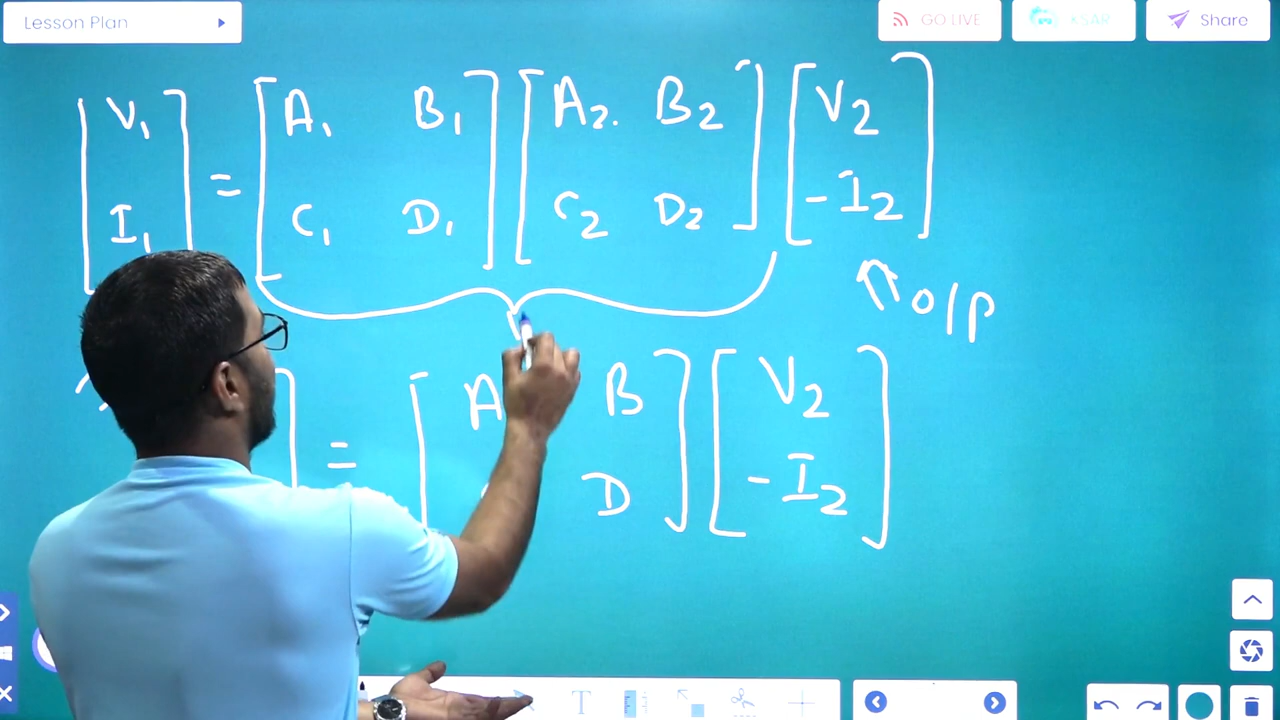 Lesson Plan GO LIVE KSAR Share
[V₁ = [A₁ B₁] [A₂. B₂] [V₂
I₁] C₁ D₁ C₂ D₂ -I₂]
o/p
= [A B] [V₂
D -I₂]
T